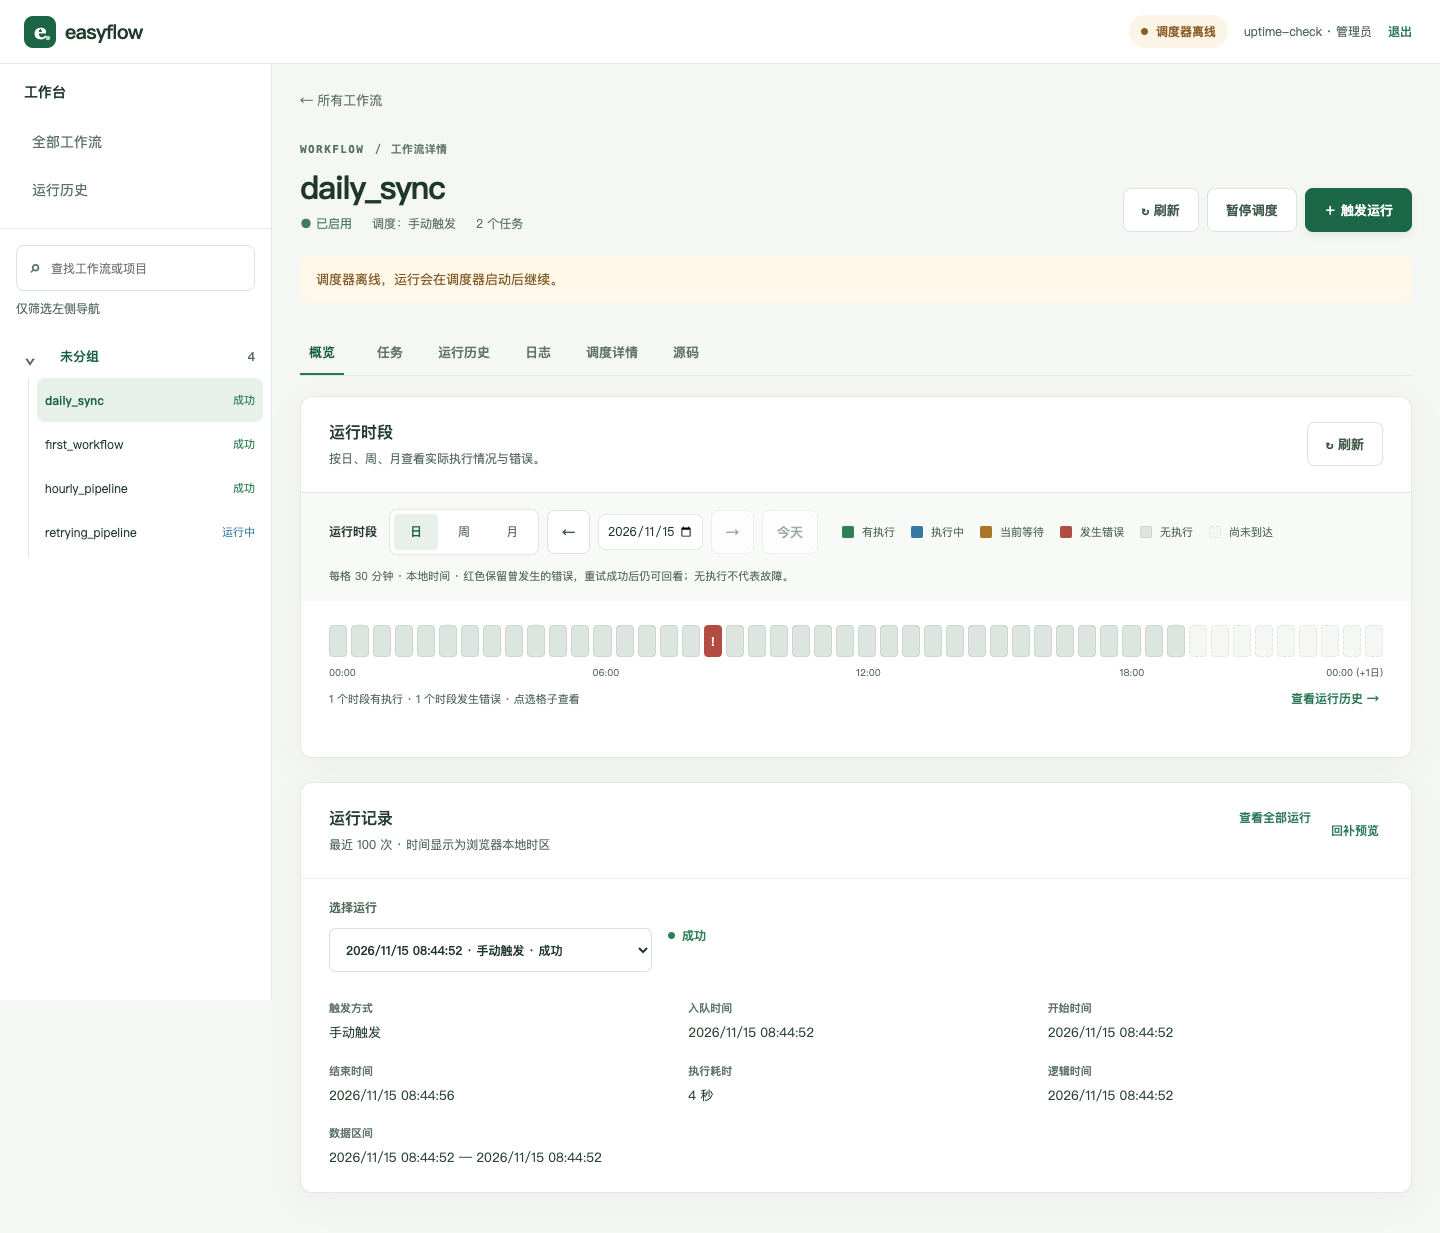 e. easyflow
调度器离线 uptime-check · 管理员 退出
工作台
全部工作流
运行历史
查找工作流或项目
仅筛选左侧导航
未分组 4
daily_sync 成功
first_workflow 成功
hourly_pipeline 成功
retrying_pipeline 运行中
← 所有工作流
WORKFLOW / 工作流详情
daily_sync
已启用 调度：手动触发 2 个任务
↻ 刷新 暂停调度 + 触发运行
调度器离线，运行会在调度器启动后继续。
概览 任务 运行历史 日志 调度详情 源码
运行时段
按日、周、月查看实际执行情况与错误。
↻ 刷新
运行时段 日 周 月 ← 2026/11/15 → 今天 有执行 执行中 当前等待 发生错误 无执行 尚未到达
每格 30 分钟 · 本地时间 · 红色保留曾发生的错误，重试成功后仍可回看；无执行不代表故障。
!
00:00 06:00 12:00 18:00 00:00 (+1日)
1 个时段有执行 · 1 个时段发生错误 · 点选格子查看
查看运行历史 →
运行记录
最近 100 次 · 时间显示为浏览器本地时区
查看全部运行
回补预览
选择运行
2026/11/15 08:44:52 · 手动触发 · 成功
成功
触发方式 入队时间 开始时间
手动触发 2026/11/15 08:44:52 2026/11/15 08:44:52
结束时间 执行耗时 逻辑时间
2026/11/15 08:44:56 4 秒 2026/11/15 08:44:52
数据区间
2026/11/15 08:44:52 — 2026/11/15 08:44:52